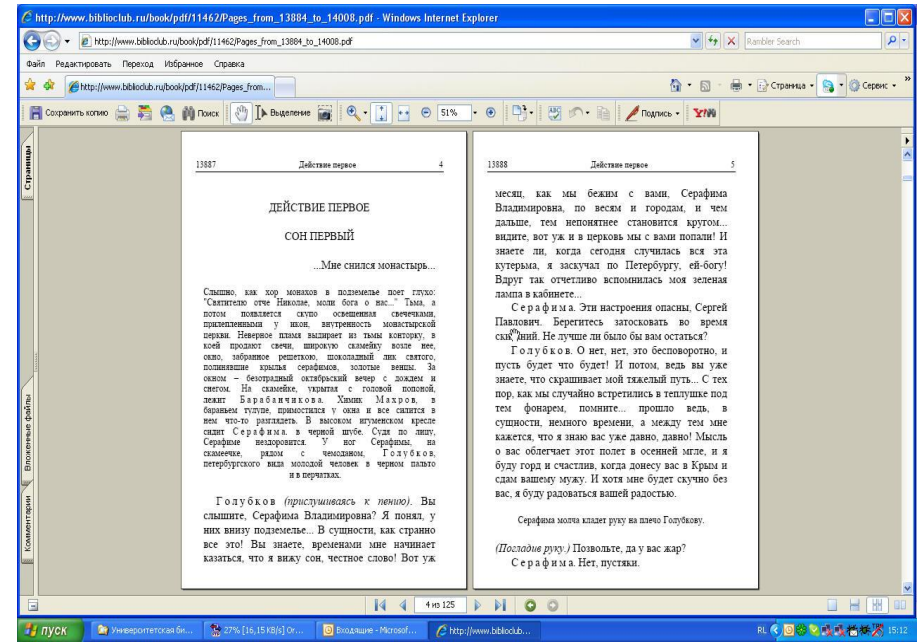 http://www.biblioclub.ru/book/pdf/11462/Pages_from_13884_to_14008.pdf - Windows Internet Explorer
http://www.biblioclub.ru/book/pdf/11462/Pages_from_13884_to_14008.pdf
Rambler Search
Файл Редактировать Переход Избранное Справка
http://www.biblioclub.ru/book/pdf/11462/Pages_from...
Страница Сервис
Сохранить копию Поиск Выделение 51% Подпись
Страницы
Вложенные файлы
Комментарии
13887 Действие первое 4
ДЕЙСТВИЕ ПЕРВОЕ
СОН ПЕРВЫЙ
...Мне снился монастырь...
Слышно, как хор монахов в подземелье поет глухо:
"Святителю отче Николае, моли бога о нас..." Тьма, а
потом появляется скупо освещенная свечечками,
прилепленными у икон, внутренность монастырской
церкви. Неверное пламя выдирает из тьмы конторку, в
коей продают свечи, широкую скамейку возле нее,
окно, забранное решеткою, шоколадный лик святого,
полинявшие крылья серафимов, золотые венцы. За
окном – безотрадный октябрьский вечер с дождем и
снегом. На скамейке, укрытая с головой попоной,
лежит Барабанчикова. Химик Махров, в
бараньем тулупе, примостился у окна и все силится в
нем что-то разглядеть. В высоком игуменском кресле
сидит Серафима, в черной шубе. Судя по лицу,
Серафиме нездоровится. У ног Серафимы, на
скамеечке, рядом с чемоданом, Голубков,
петербургского вида молодой человек в черном пальто
и в перчатках.
Голубков (прислушиваясь к пению). Вы
слышите, Серафима Владимировна? Я понял, у
них внизу подземелье... В сущности, как странно
все это! Вы знаете, временами мне начинает
казаться, что я вижу сон, честное слово! Вот уж
13888 Действие первое 5
месяц, как мы бежим с вами, Серафима
Владимировна, по весям и городам, и чем
дальше, тем непонятнее становится кругом...
видите, вот уж и в церковь мы с вами попали! И
знаете ли, когда сегодня случилась вся эта
кутерьма, я заскучал по Петербургу, ей-богу!
Вдруг так отчетливо вспомнилась моя зеленая
лампа в кабинете...
Серафима. Эти настроения опасны, Сергей
Павлович. Берегитесь затосковать во время
скитаний. Не лучше ли было бы вам остаться?
Голубков. О нет, нет, это бесповоротно, и
пусть будет что будет! И потом, ведь вы уже
знаете, что скрашивает мой тяжелый путь... С тех
пор, как мы случайно встретились в теплушке под
тем фонарем, помните... прошло ведь, в
сущности, немного времени, а между тем мне
кажется, что я знаю вас уже давно, давно! Мысль
о вас облегчает этот полет в осенней мгле, и я
буду горд и счастлив, когда донесу вас в Крым и
сдам вашему мужу. И хотя мне будет скучно без
вас, я буду радоваться вашей радостью.
Серафима молча кладет руку на плечо Голубкову.
(Погладив руку.) Позвольте, да у вас жар?
Серафима. Нет, пустяки.
4 из 125
пуск Университетская би... 27% [16,15 KB/s] Or... Входящие - Microsof... http://www.biblioclub... RL 15:12